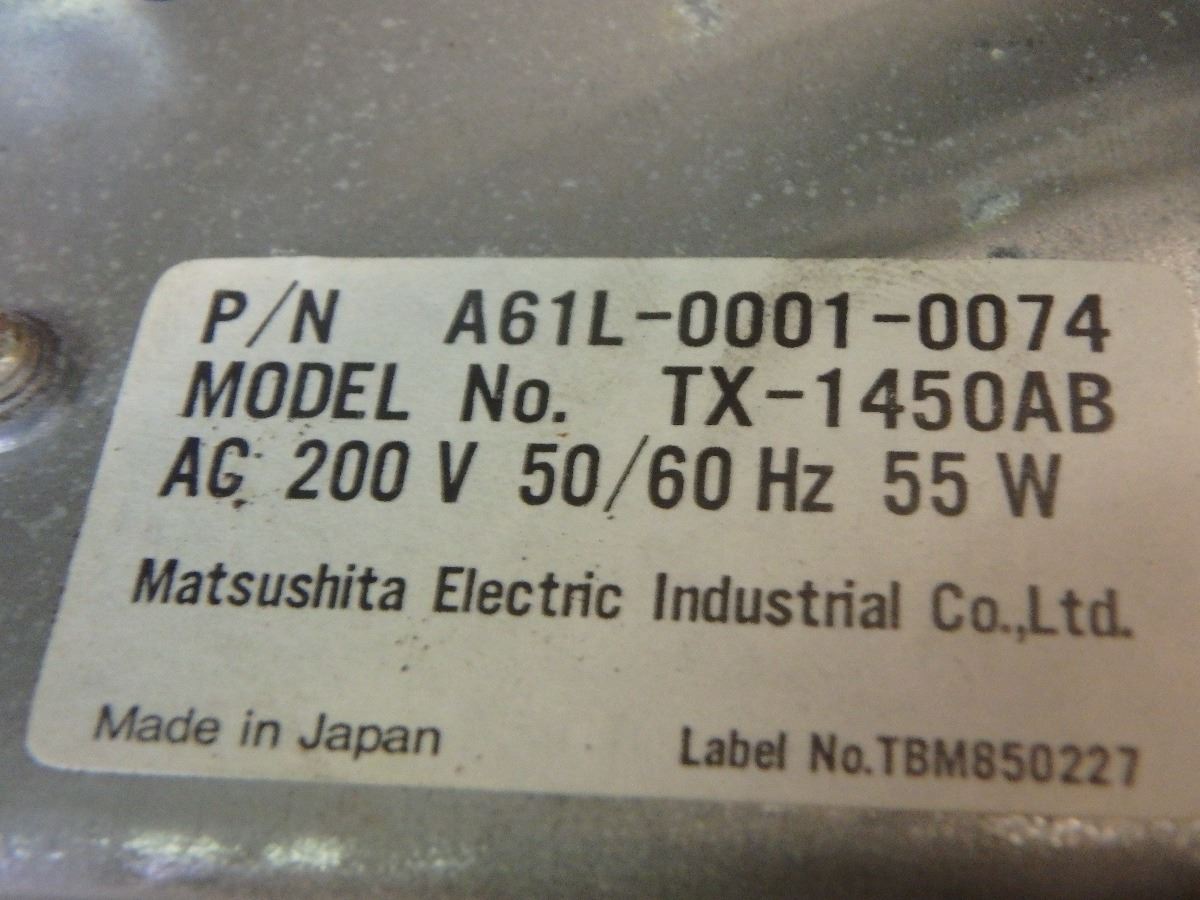 P/N A61L-0001-0074
MODEL No. TX-1450AB
AC 200 V 50/60 Hz 55 W
Matsushita Electric Industrial Co.,Ltd.
Made in Japan Label No.TBM850227